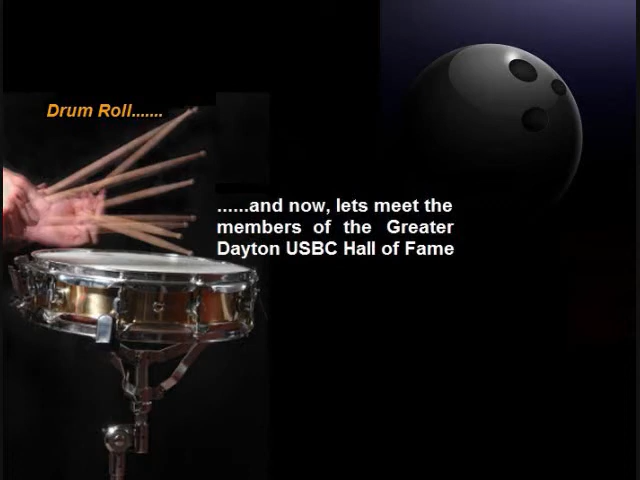 Drum Roll.......
......and now, lets meet the
members of the Greater
Dayton USBC Hall of Fame